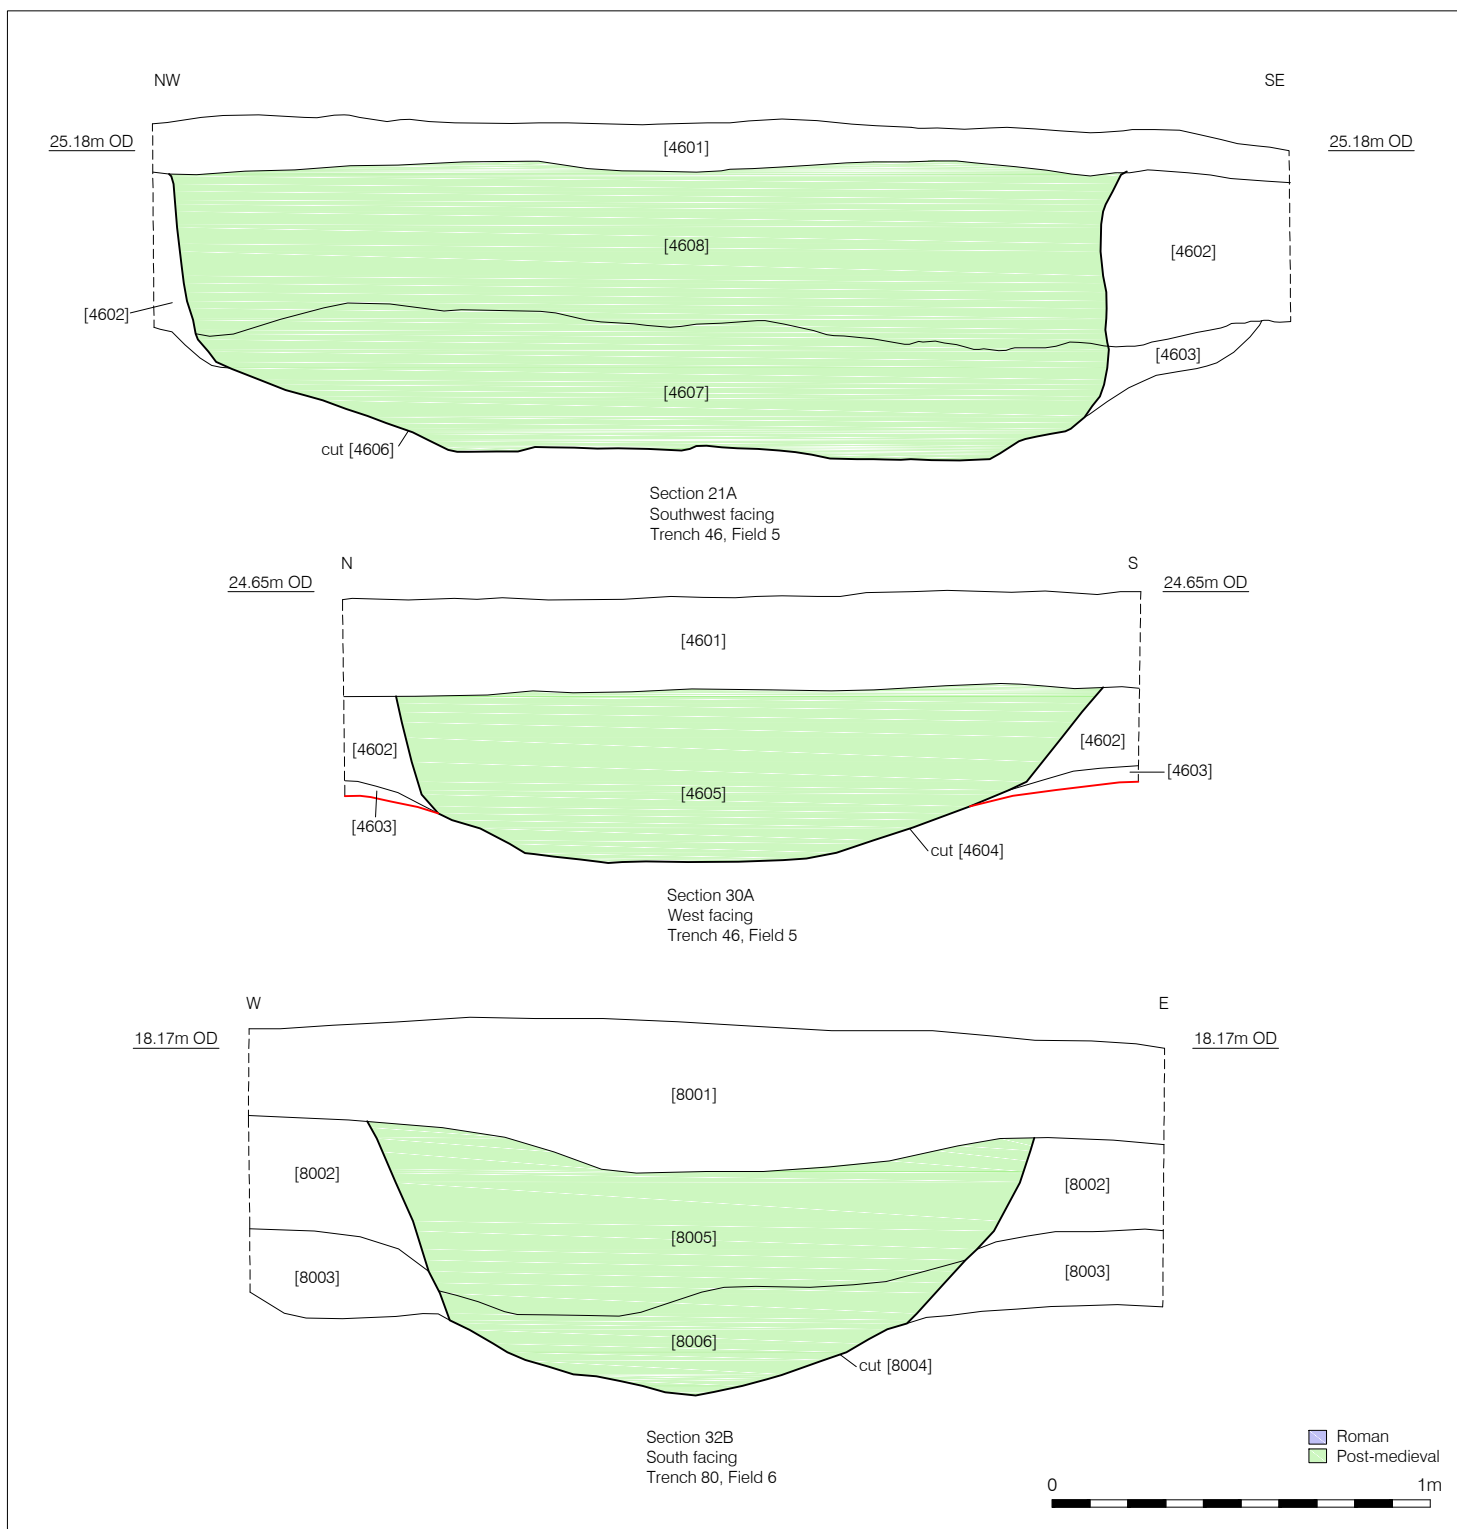 NW
SE
25.18m OD
25.18m OD
[4601]
[4608]
[4602]
[4602]
[4603]
[4607]
cut [4606]
Section 21A
Southwest facing
Trench 46, Field 5
N
S
24.65m OD
24.65m OD
[4601]
[4602]
[4602]
[4603]
[4605]
[4603]
cut [4604]
Section 30A
West facing
Trench 46, Field 5
W
E
18.17m OD
18.17m OD
[8001]
[8002]
[8002]
[8005]
[8003]
[8003]
[8006]
cut [8004]
Section 32B
South facing
Trench 80, Field 6
Roman
Post-medieval
0
1m